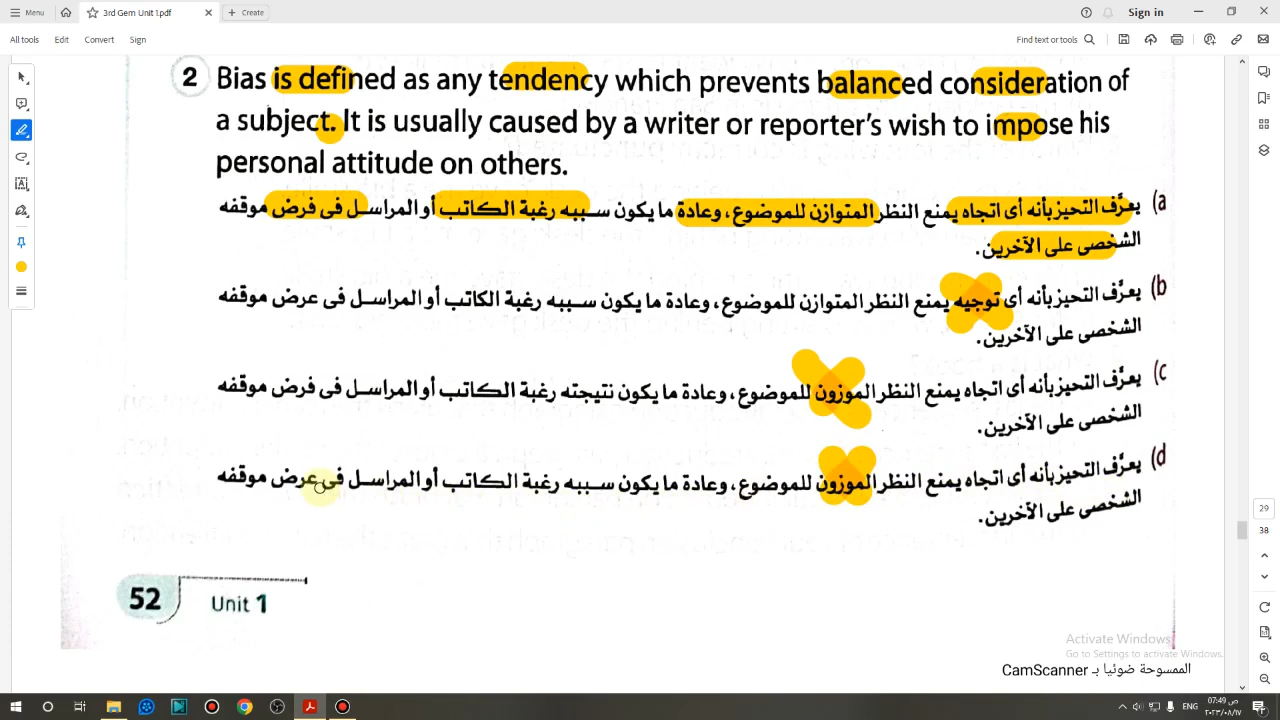 Menu
3rd Gem Unit 1.pdf
Create
Sign in
All tools
Edit
Convert
Sign
Find text or tools
2 Bias is defined as any tendency which prevents balanced consideration of
a subject. It is usually caused by a writer or reporter's wish to impose his
personal attitude on others.
a) يعرَّف التحيز بأنه أى اتجاه يمنع النظر المتوازن للموضوع، وعادة ما يكون سببه رغبة الكاتب أو المراسل فى فرض موقفه
الشخصى على الآخرين.
b) يعرَّف التحيز بأنه أى توجيه يمنع النظر المتوازن للموضوع، وعادة ما يكون سببه رغبة الكاتب أو المراسل فى عرض موقفه
الشخصى على الآخرين.
c) يعرَّف التحيز بأنه أى اتجاه يمنع النظر الموزون للموضوع، وعادة ما يكون نتيجته رغبة الكاتب أو المراسل فى فرض موقفه
الشخصى على الآخرين.
d) يعرَّف التحيز بأنه أى اتجاه يمنع النظر الموزون للموضوع، وعادة ما يكون سببه رغبة الكاتب أو المراسل فى عرض موقفه
الشخصى على الآخرين.
52 Unit 1
29
38
Activate Windows
Go to Settings to activate Windows.
الممسوحة ضوئيا بـ CamScanner
ENG
07:49 ص
٢٠٢٣/٠٨/١٧